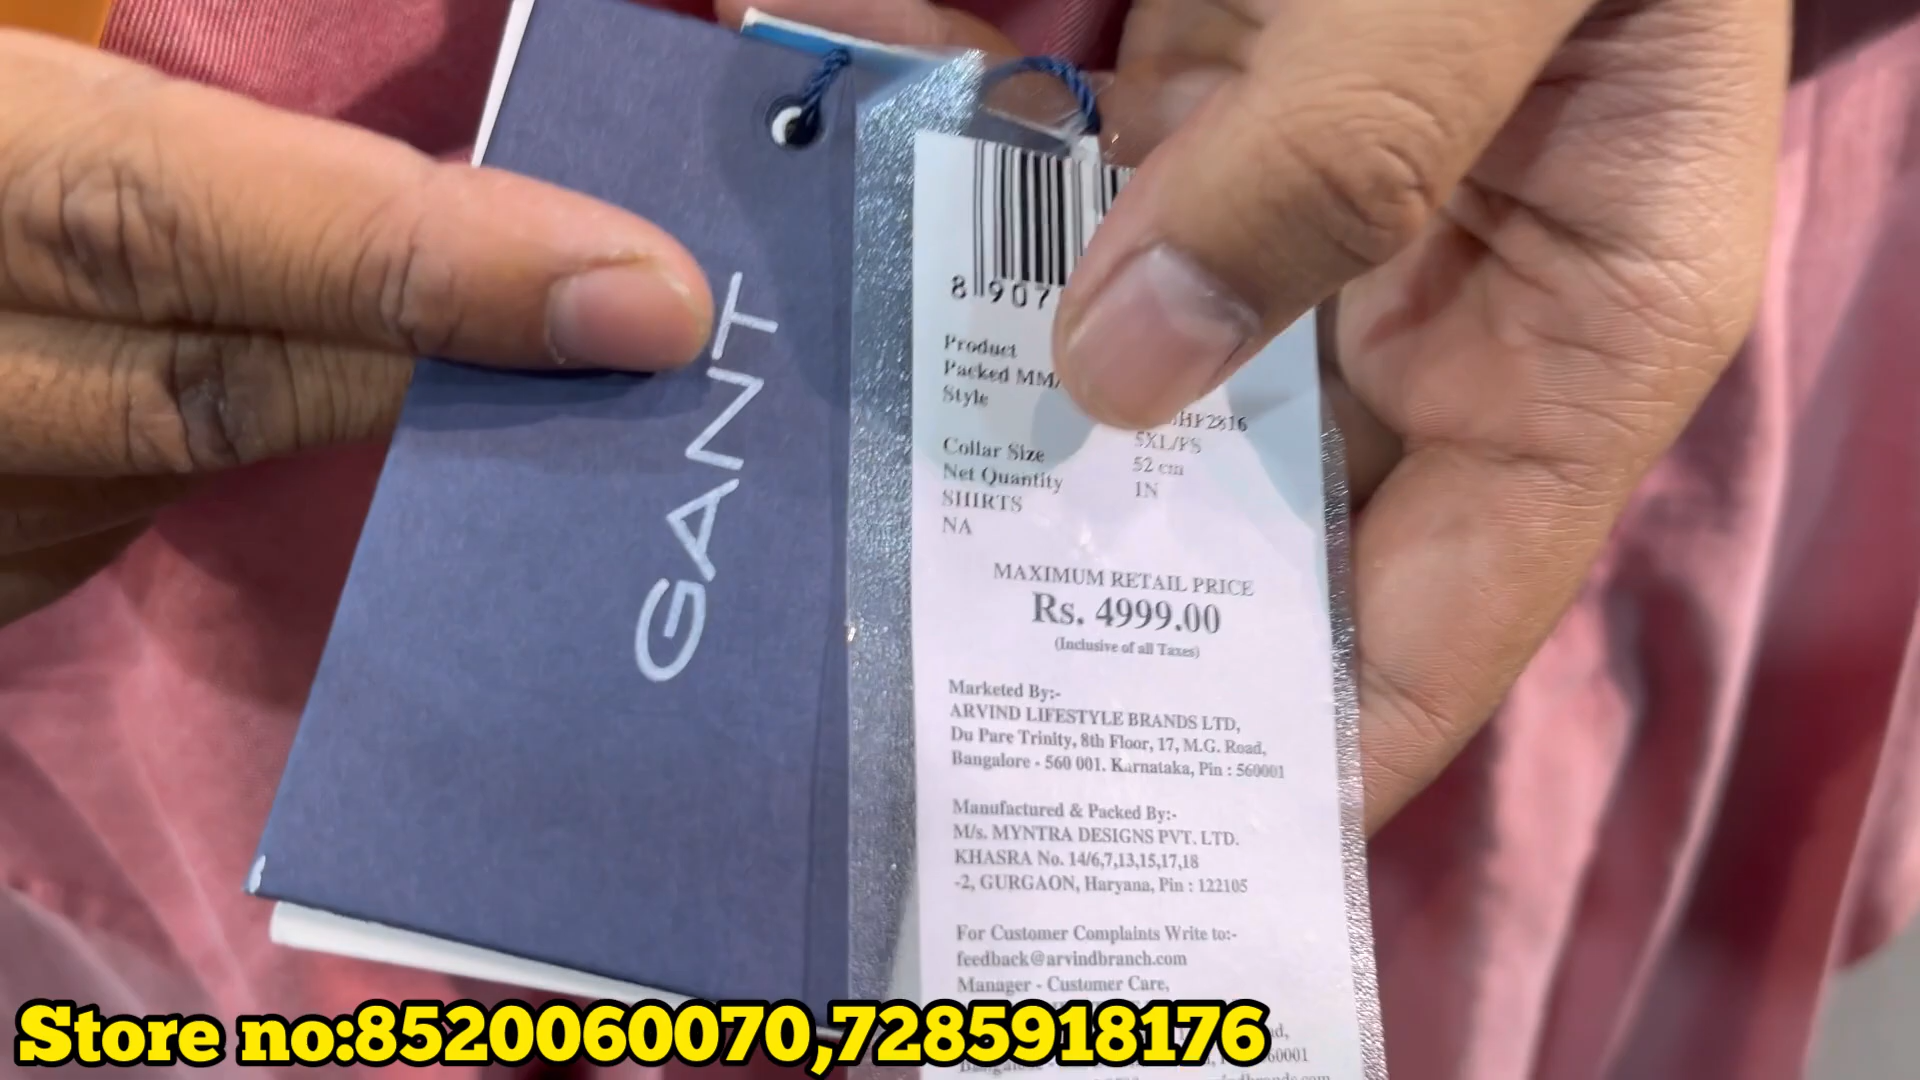 GANT
8 907
Product
Packed
Style
5XL/FS
Collar Size 52 cm
Net Quantity 1N
SHIRTS
NA
MAXIMUM RETAIL PRICE
Rs. 4999.00
(Inclusive of all Taxes)
Marketed By:-
ARVIND LIFESTYLE BRANDS LTD,
Du Pare Trinity, 8th Floor, 17, M.G. Road,
Bangalore - 560 001. Karnataka, Pin : 560001
Manufactured & Packed By:-
M/s. MYNTRA DESIGNS PVT. LTD.
KHASRA No. 14/6,7,13,15,17,18
-2, GURGAON, Haryana, Pin : 122105
For Customer Complaints Write to:-
feedback@arvindbranch.com
Manager - Customer Care,
Store no:8520060070,7285918176